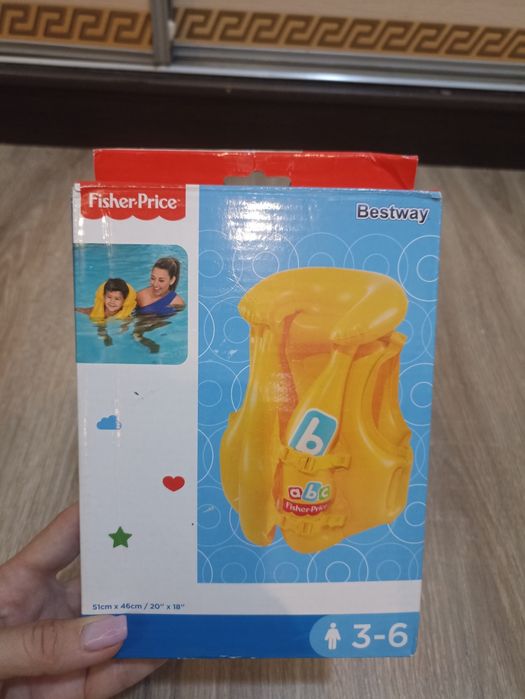 Fisher-Price
Bestway
b
abc
Fisher-Price
51cm x 46cm / 20" x 18"
3-6